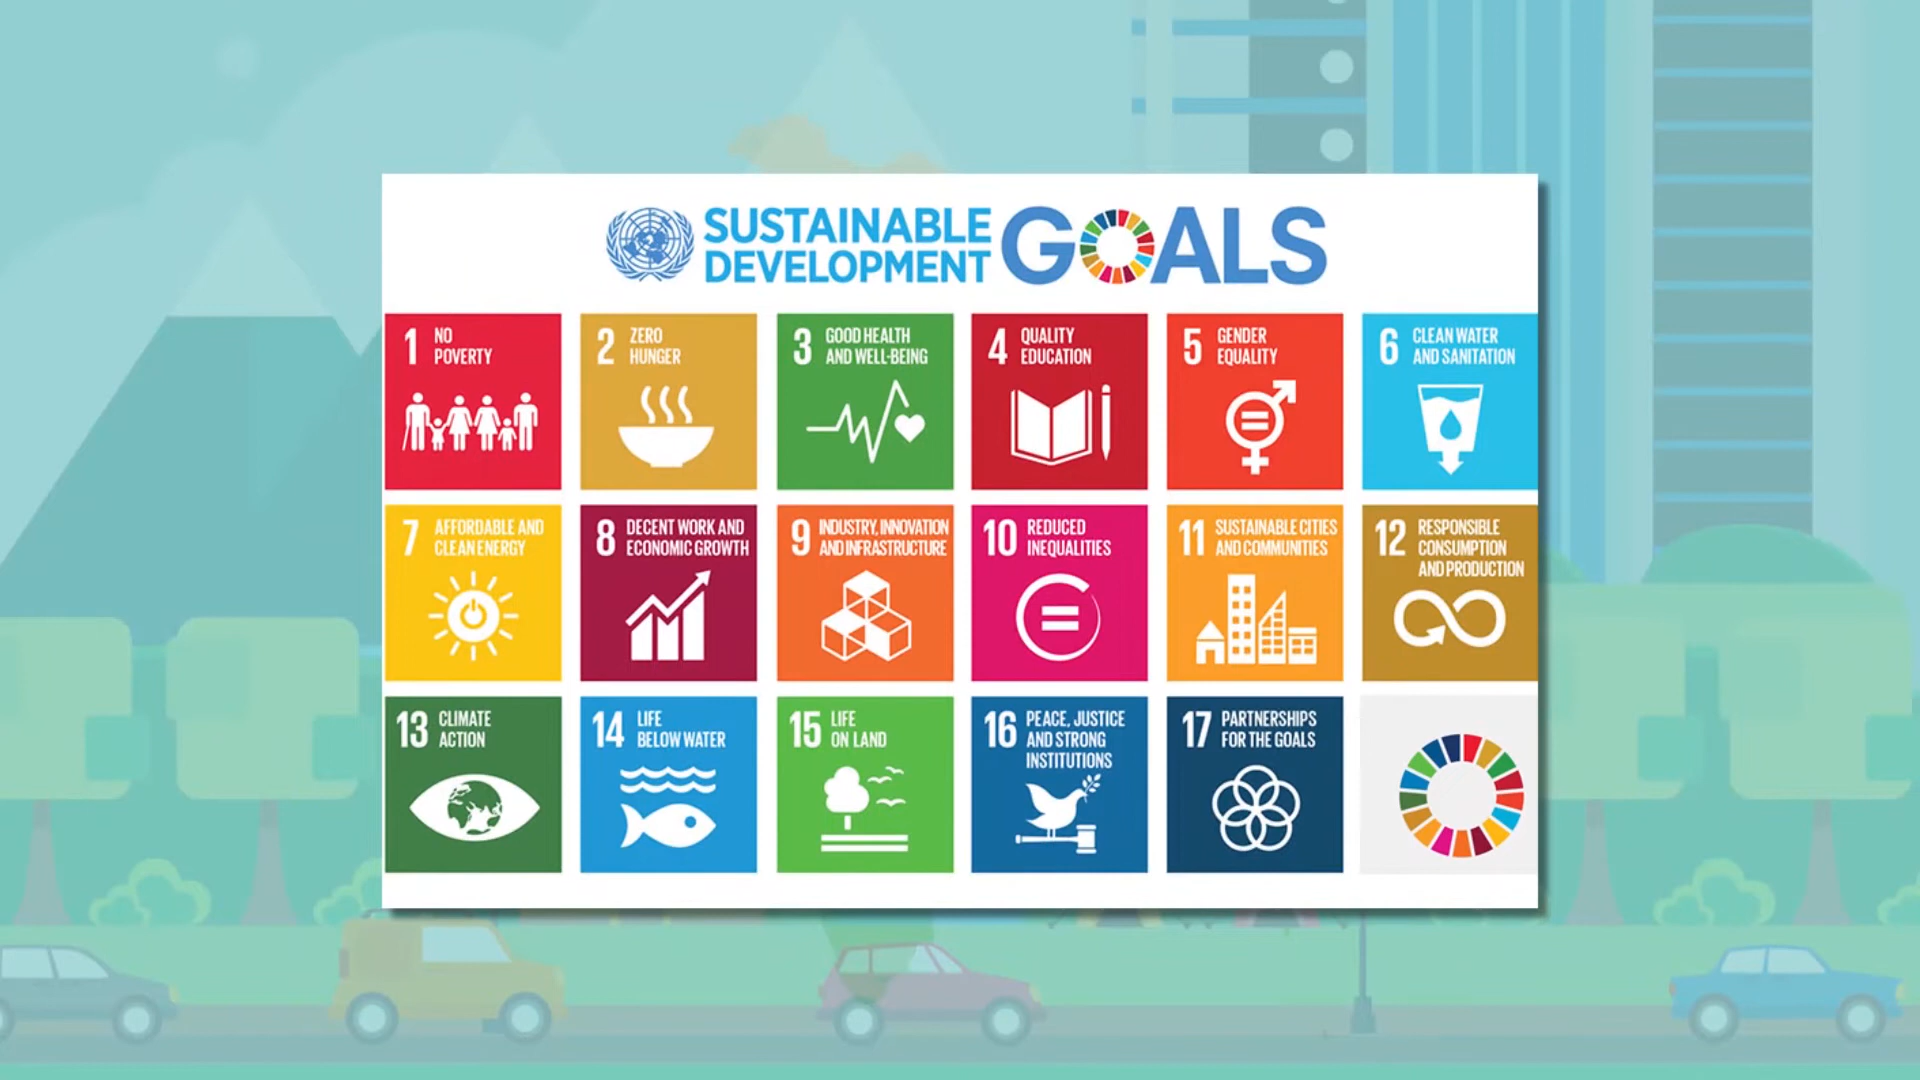 SUSTAINABLE
DEVELOPMENT GOALS
1 NO
POVERTY
2 ZERO
HUNGER
3 GOOD HEALTH
AND WELL-BEING
4 QUALITY
EDUCATION
5 GENDER
EQUALITY
6 CLEAN WATER
AND SANITATION
7 AFFORDABLE AND
CLEAN ENERGY
8 DECENT WORK AND
ECONOMIC GROWTH
9 INDUSTRY, INNOVATION
AND INFRASTRUCTURE
10 REDUCED
INEQUALITIES
11 SUSTAINABLE CITIES
AND COMMUNITIES
12 RESPONSIBLE
CONSUMPTION
AND PRODUCTION
13 CLIMATE
ACTION
14 LIFE
BELOW WATER
15 LIFE
ON LAND
16 PEACE, JUSTICE
AND STRONG
INSTITUTIONS
17 PARTNERSHIPS
FOR THE GOALS